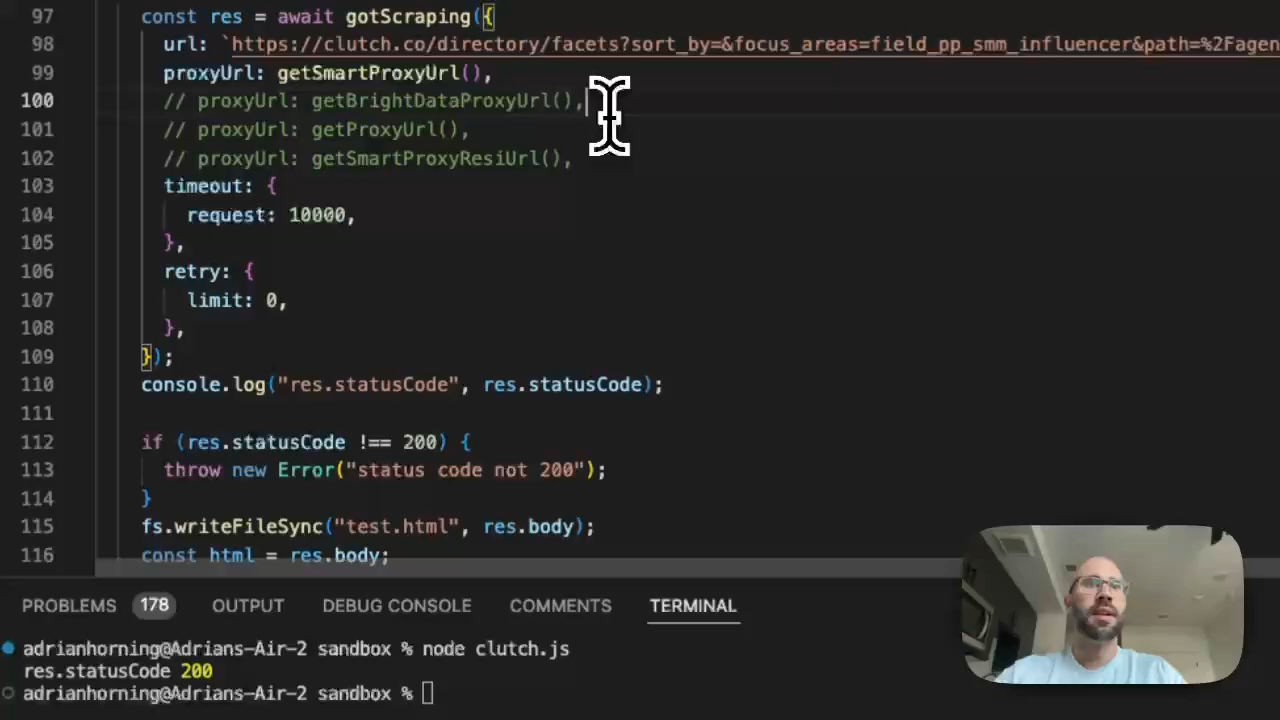 97 const res = await gotScraping({
98 url: `https://clutch.co/directory/facets?sort_by=&focus_areas=field_pp_smm_influencer&path=%2Fagen
99 proxyUrl: getSmartProxyUrl(),
100 // proxyUrl: getBrightDataProxyUrl(),
101 // proxyUrl: getProxyUrl(),
102 // proxyUrl: getSmartProxyResiUrl(),
103 timeout: {
104 request: 10000,
105 },
106 retry: {
107 limit: 0,
108 },
109 });
110 console.log("res.statusCode", res.statusCode);
111
112 if (res.statusCode !== 200) {
113 throw new Error("status code not 200");
114 }
115 fs.writeFileSync("test.html", res.body);
116 const html = res.body;
PROBLEMS 178 OUTPUT DEBUG CONSOLE COMMENTS TERMINAL
adrianhorning@Adrians-Air-2 sandbox % node clutch.js
res.statusCode 200
adrianhorning@Adrians-Air-2 sandbox %